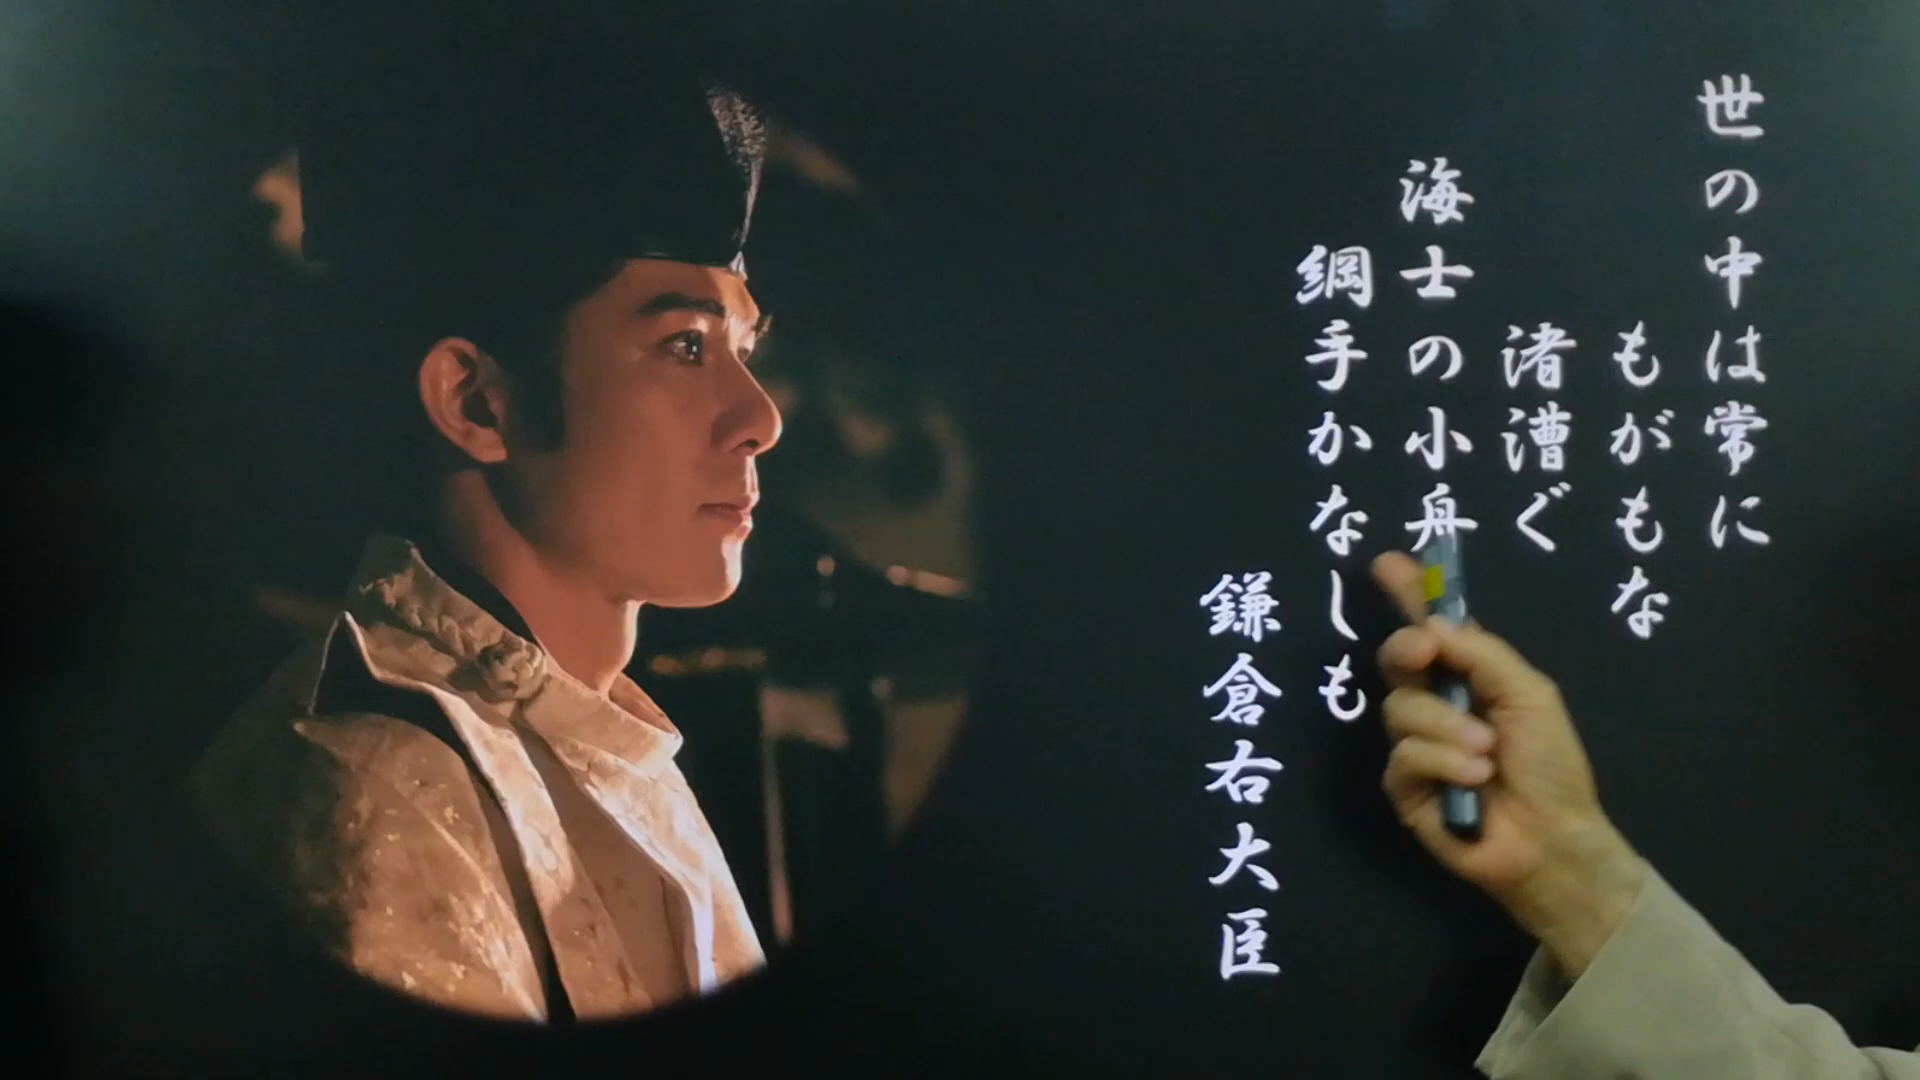 世の中は常に
もがもな
渚漕ぐ
海士の小舟
綱手かなしも
鎌倉右大臣